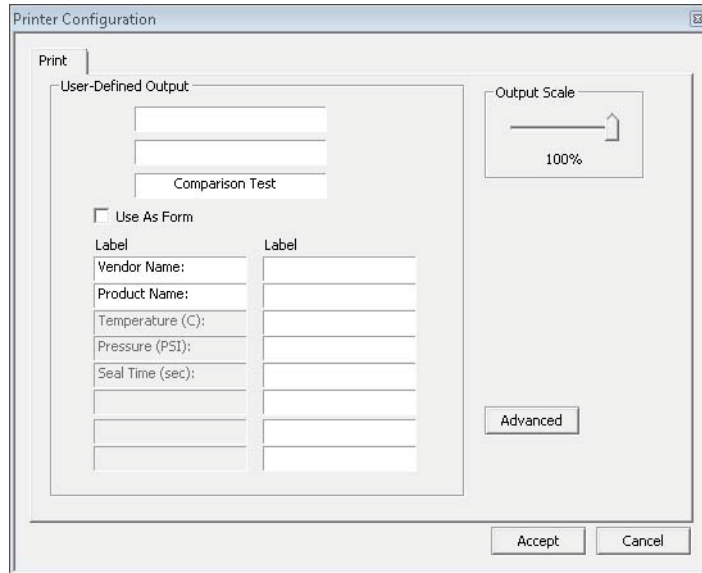 Printer Configuration
Print
User-Defined Output
Output Scale
100%
Comparison Test
Use As Form
Label Label
Vendor Name:
Product Name:
Temperature (C):
Pressure (PSI):
Seal Time (sec):
Advanced
Accept Cancel